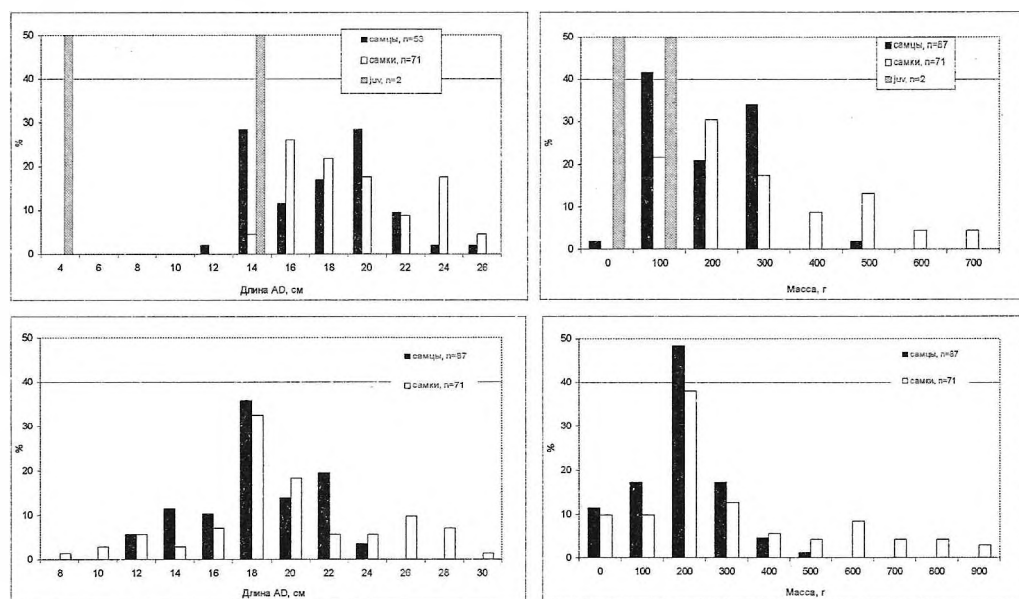 50
40
30
20
10
0
%
самцы, n=53
самки, n=71
juv, n=2
4 6 8 10 12 14 16 18 20 22 24 26
Длина AD, см
50
40
30
20
10
0
%
самцы, n=87
самки, n=71
juv, n=2
0 100 200 300 400 500 600 700
Масса, г
50
40
30
20
10
0
%
самцы, n=87
самки, n=71
8 10 12 14 16 18 20 22 24 26 28 30
Длина AD, см
50
40
30
20
10
0
%
самцы, n=87
самки, n=71
0 100 200 300 400 500 600 700 800 900
Масса, г